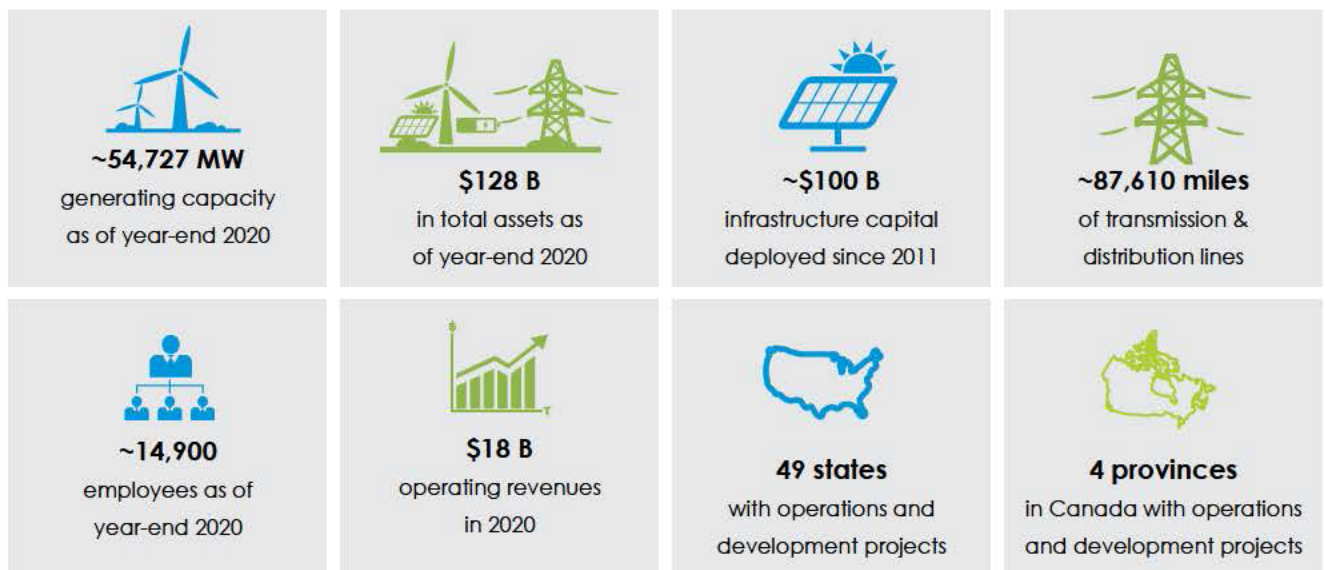 ~54,727 MW
generating capacity
as of year-end 2020
$128 B
in total assets as
of year-end 2020
~$100 B
infrastructure capital
deployed since 2011
~87,610 miles
of transmission &
distribution lines
~14,900
employees as of
year-end 2020
$
T
$18 B
operating revenues
in 2020
49 states
with operations and
development projects
4 provinces
in Canada with operations
and development projects